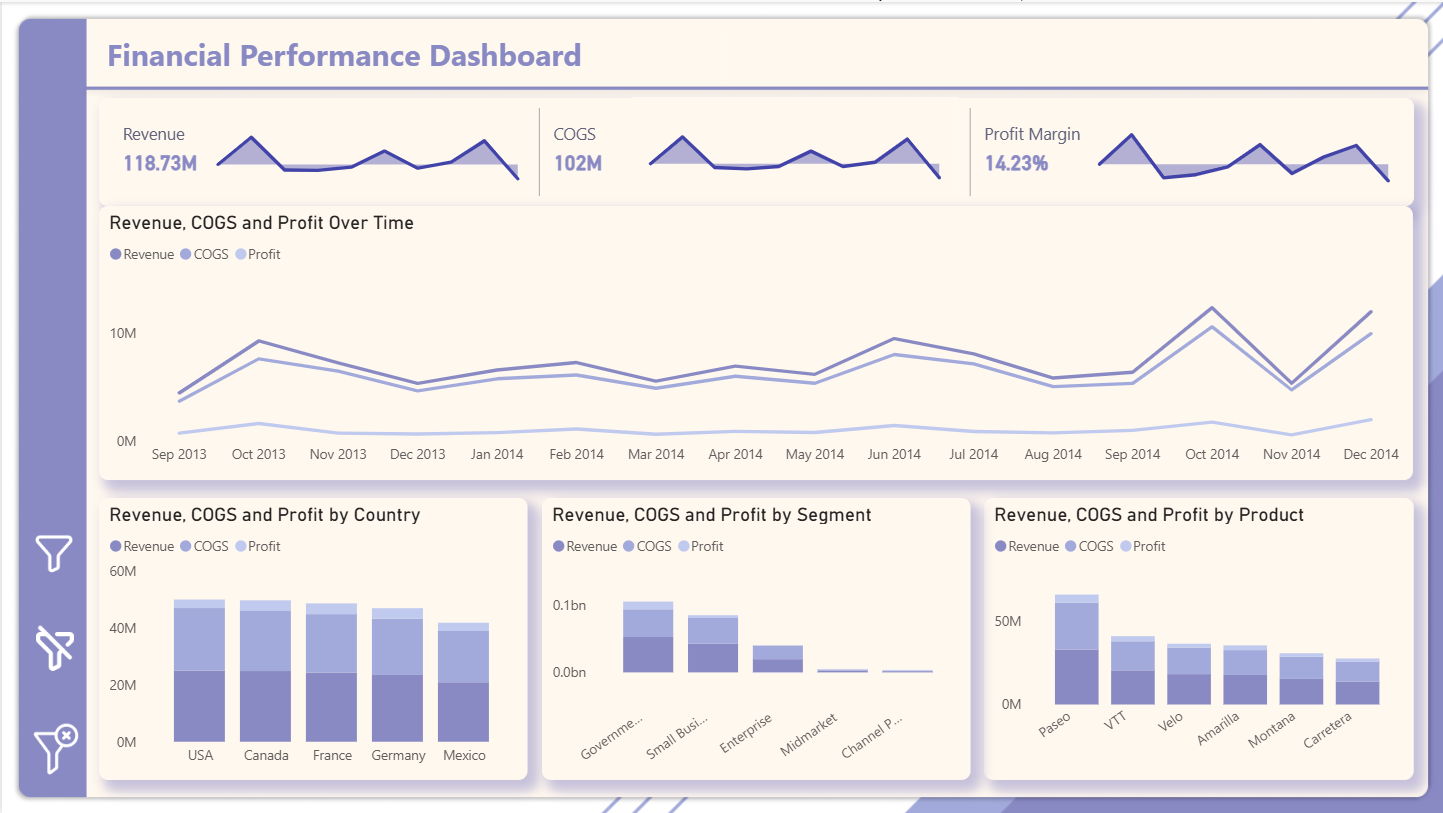 Financial Performance Dashboard
Revenue
118.73M
COGS
102M
Profit Margin
14.23%
Revenue, COGS and Profit Over Time
Revenue COGS Profit
10M
0M
Sep 2013 Oct 2013 Nov 2013 Dec 2013 Jan 2014 Feb 2014 Mar 2014 Apr 2014 May 2014 Jun 2014 Jul 2014 Aug 2014 Sep 2014 Oct 2014 Nov 2014 Dec 2014
Revenue, COGS and Profit by Country
Revenue COGS Profit
60M
40M
20M
0M
USA Canada France Germany Mexico
Revenue, COGS and Profit by Segment
Revenue COGS Profit
0.1bn
0.0bn
Governme... Small Busi... Enterprise Midmarket Channel P...
Revenue, COGS and Profit by Product
Revenue COGS Profit
50M
0M
Paseo VTT Velo Amarilla Montana Carretera